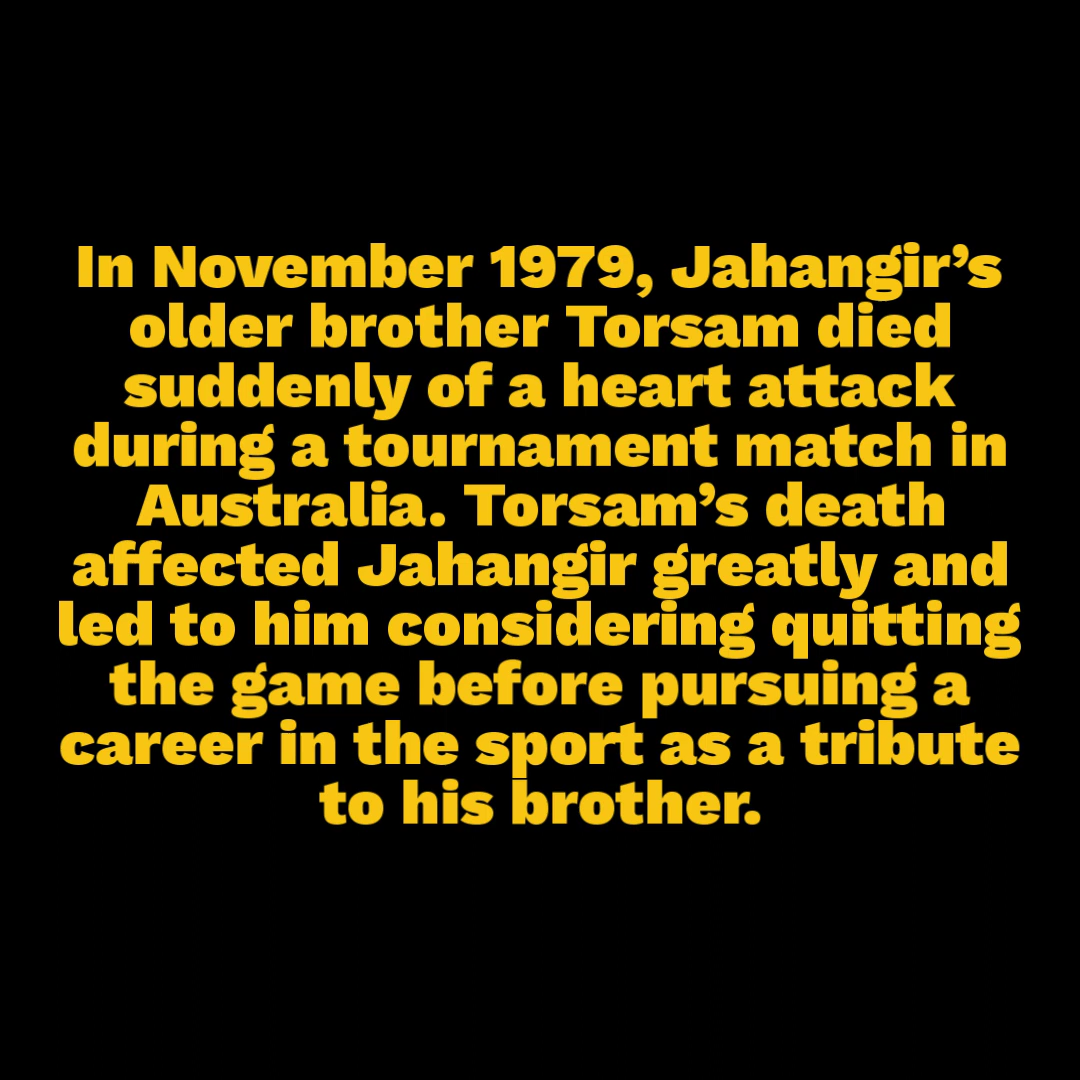 In November 1979, Jahangir’s
older brother Torsam died
suddenly of a heart attack
during a tournament match in
Australia. Torsam’s death
affected Jahangir greatly and
led to him considering quitting
the game before pursuing a
career in the sport as a tribute
to his brother.